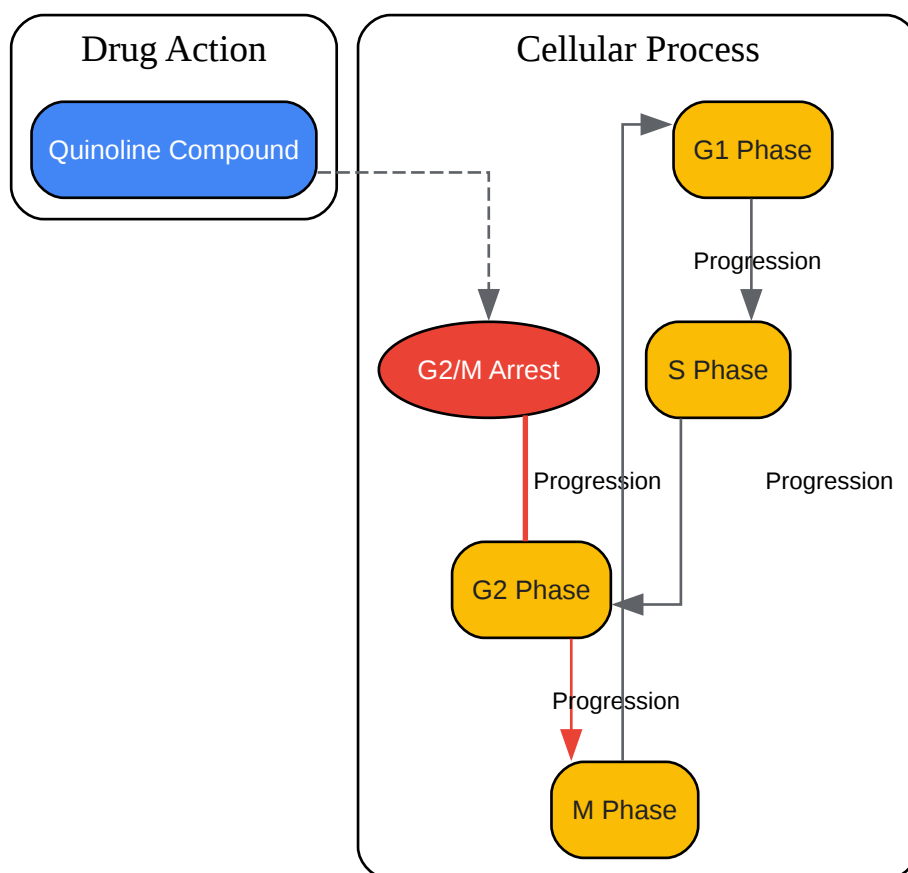 Drug Action
Cellular Process
Quinoline Compound
G1 Phase
Progression
G2/M Arrest
S Phase
Progression
Progression
G2 Phase
Progression
M Phase